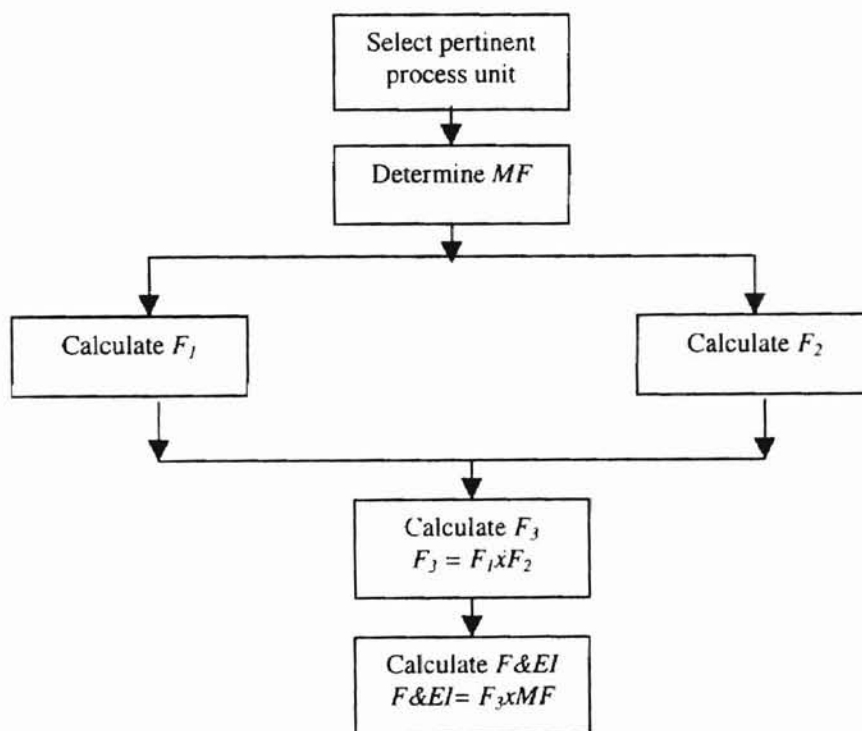 Select pertinent
process unit
Determine MF
Calculate F₁
Calculate F₂
Calculate F₃
F₃ = F₁xF₂
Calculate F&EI
F&EI= F₃xMF